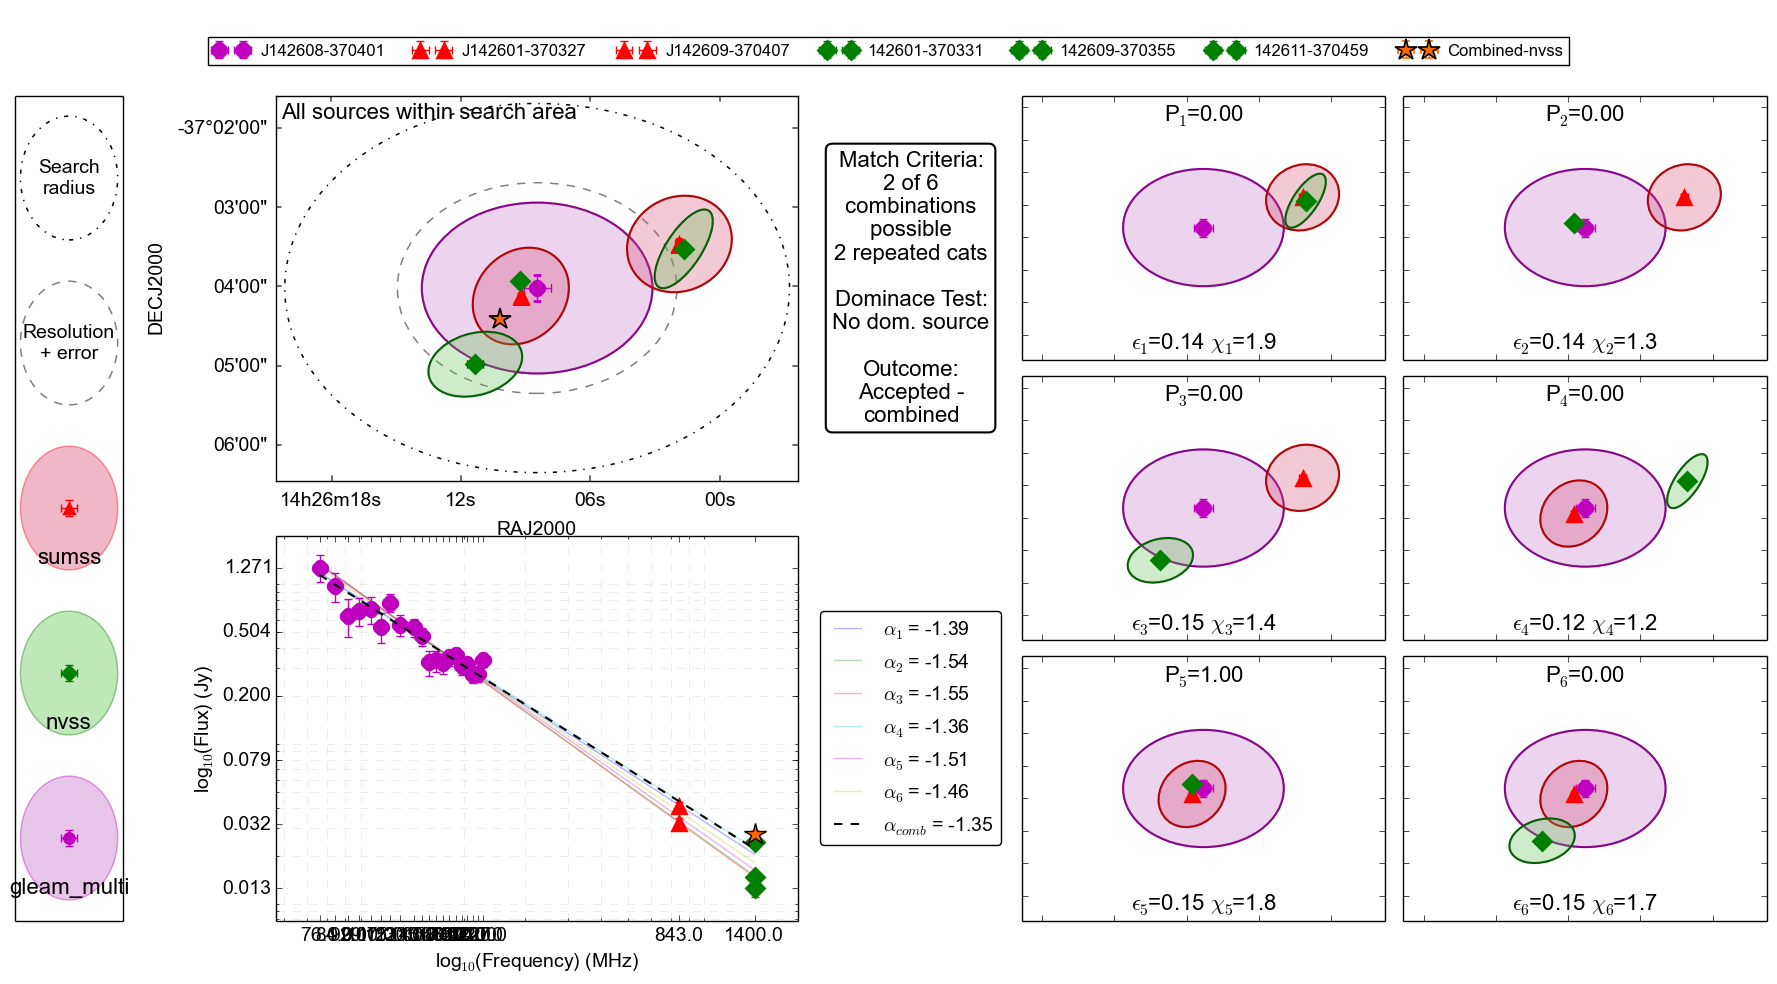 J142608-370401 J142601-370327 J142609-370407 142601-370331 142609-370355 142611-370459 Combined-nvss
Search
radius
Resolution
+ error
sumss
nvss
gleam_multi
All sources within search area
-37°02'00"
03'00"
04'00"
05'00"
06'00"
DECJ2000
14h26m18s 12s 06s 00s
RAJ2000
Match Criteria:
2 of 6
combinations
possible
2 repeated cats
Dominace Test:
No dom. source
Outcome:
Accepted -
combined
1.271
0.504
0.200
0.079
0.032
0.013
log10(Flux) (Jy)
843.0 1400.0
log10(Frequency) (MHz)
α1 = -1.39
α2 = -1.54
α3 = -1.55
α4 = -1.36
α5 = -1.51
α6 = -1.46
αcomb = -1.35
P1=0.00
ϵ1=0.14 χ1=1.9
P2=0.00
ϵ2=0.14 χ2=1.3
P3=0.00
ϵ3=0.15 χ3=1.4
P4=0.00
ϵ4=0.12 χ4=1.2
P5=1.00
ϵ5=0.15 χ5=1.8
P6=0.00
ϵ6=0.15 χ6=1.7